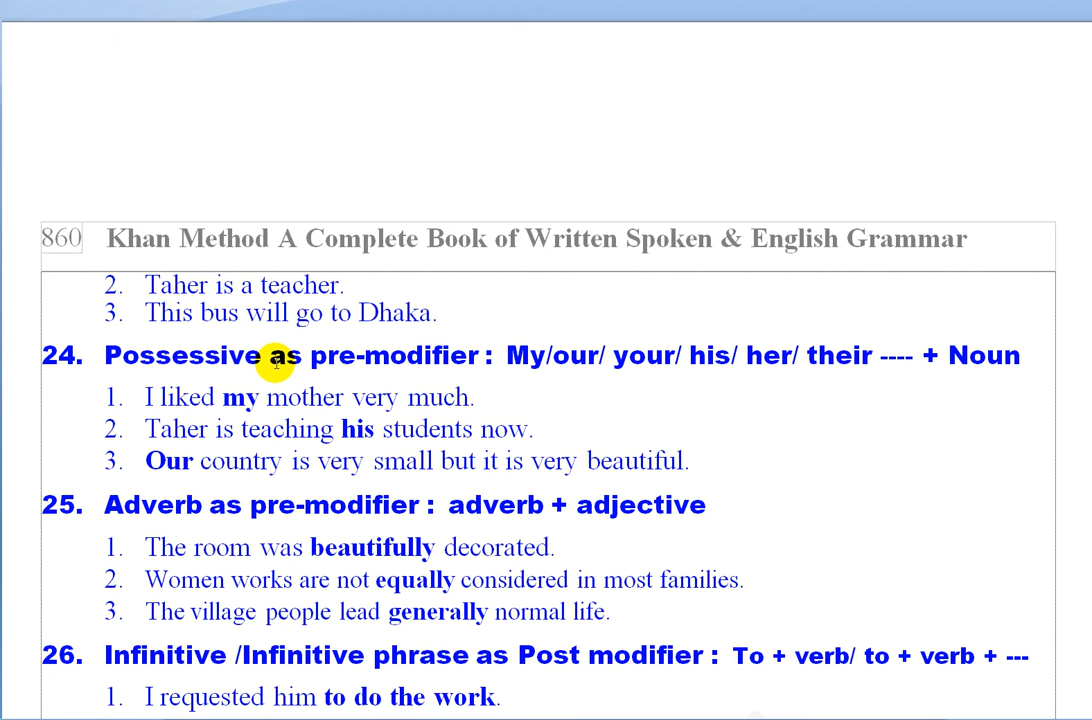 860 Khan Method A Complete Book of Written Spoken & English Grammar
2. Taher is a teacher.
3. This bus will go to Dhaka.
24. Possessive as pre-modifier : My/our/ your/ his/ her/ their ---- + Noun
1. I liked my mother very much.
2. Taher is teaching his students now.
3. Our country is very small but it is very beautiful.
25. Adverb as pre-modifier : adverb + adjective
1. The room was beautifully decorated.
2. Women works are not equally considered in most families.
3. The village people lead generally normal life.
26. Infinitive /Infinitive phrase as Post modifier : To + verb/ to + verb + ---
1. I requested him to do the work.